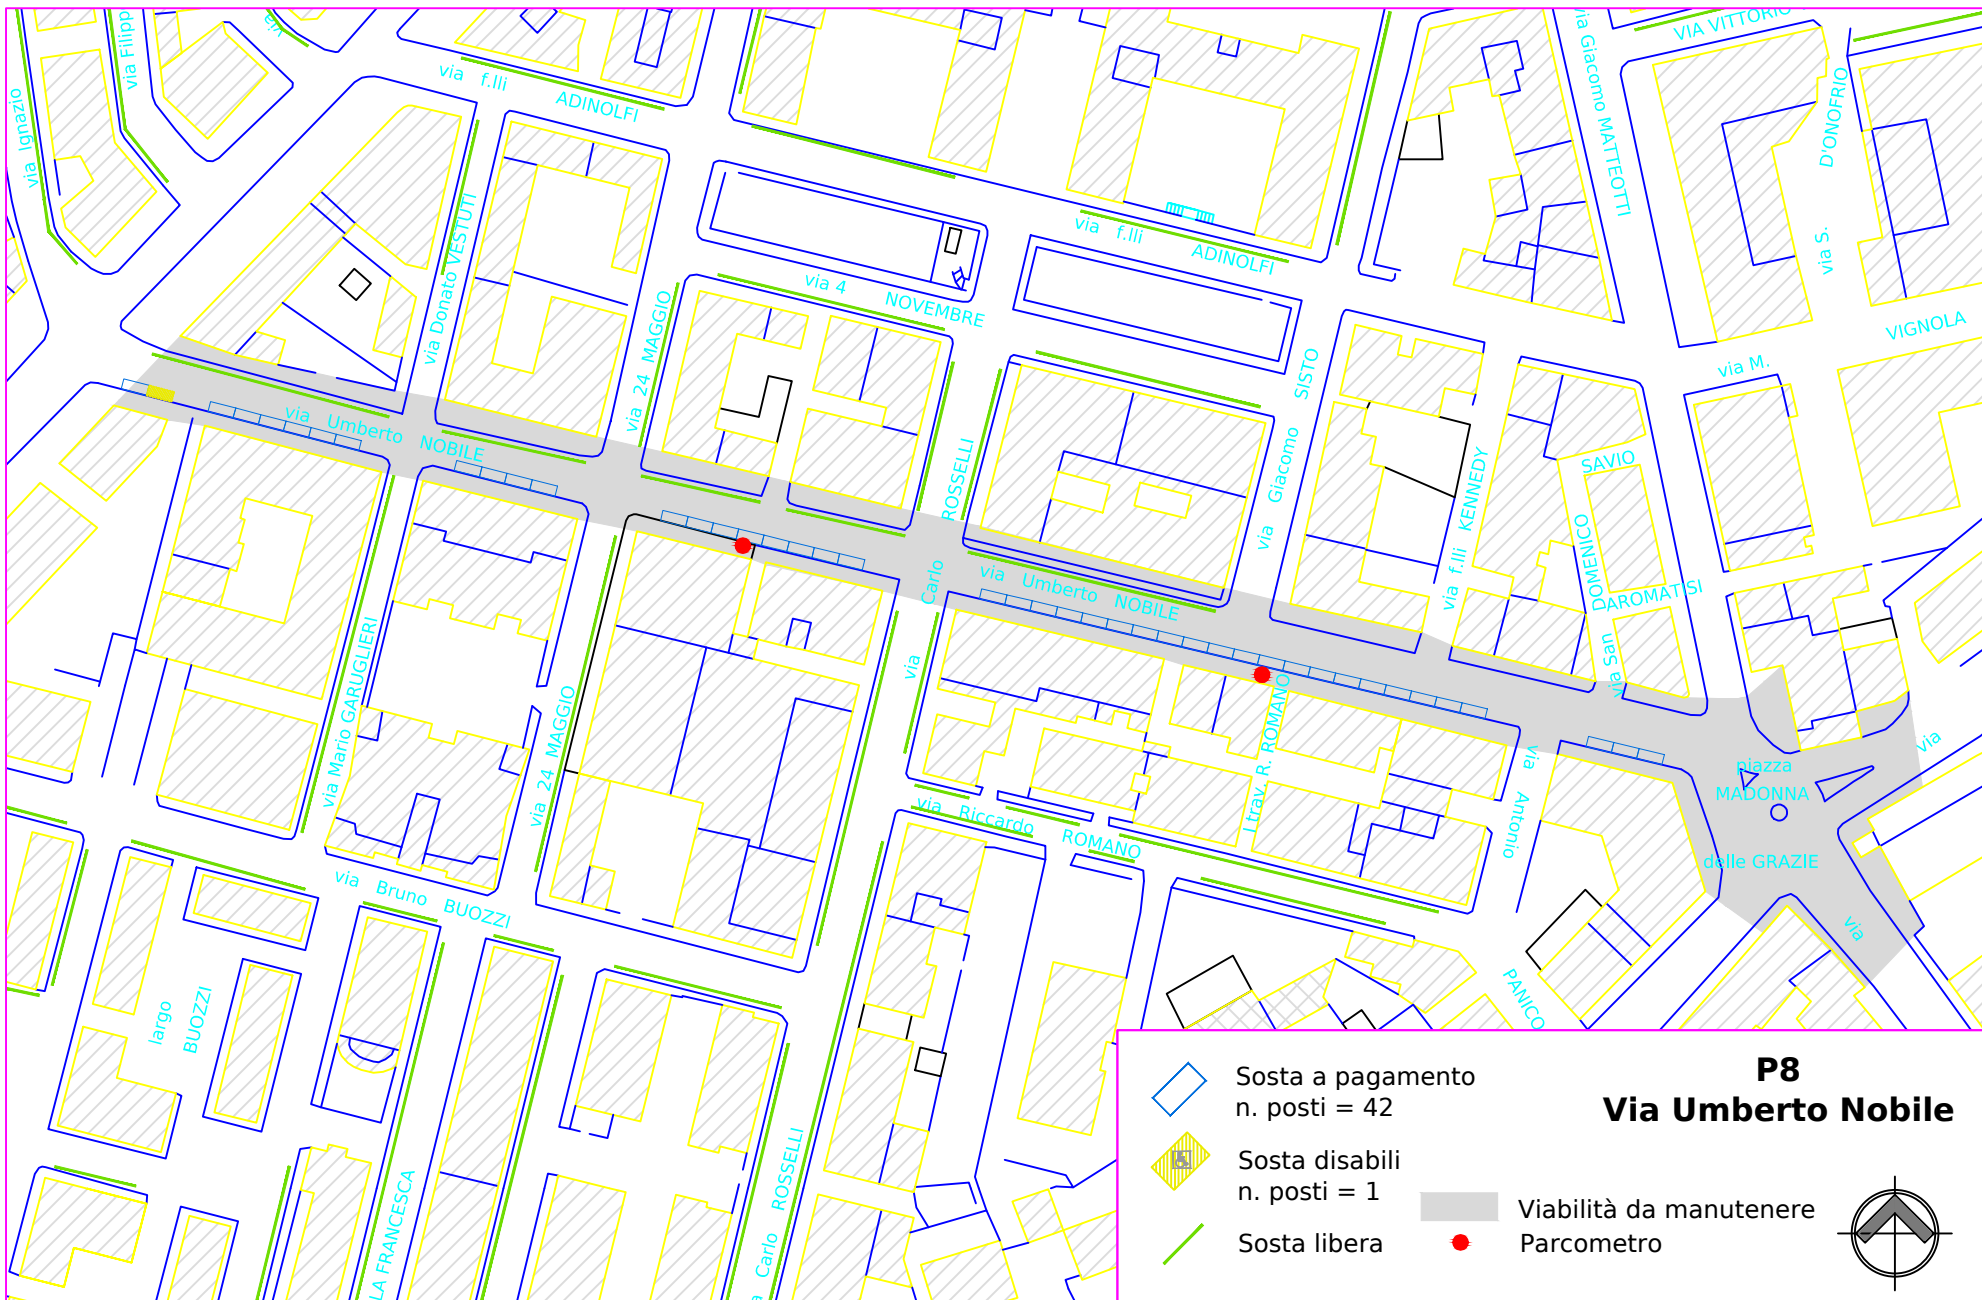 via Ignazio
via Filipp
via
via f.lli ADINOLFI
via Giacomo MATTEOTTI
VIA VITTORIO
via S. D'ONOFRIO
via Donato VESTUTI
via 24 MAGGIO
via 4 NOVEMBRE
via f.lli ADINOLFI
via M. VIGNOLA
via Giacomo SISTO
via f.lli KENNEDY
SAVIO
via San DOMENICO
AROMATISI
via Umberto NOBILE
via Carlo ROSSELLI
via Umberto NOBILE
via Mario GARUGLIERI
via 24 MAGGIO
via Riccardo ROMANO
I trav. R. ROMANO
via Antonio PANICO
piazza
MADONNA
delle GRAZIE
via
via
via Bruno BUOZZI
largo
BUOZZI
LA FRANCESCA
Carlo ROSSELLI
Sosta a pagamento
n. posti = 42
Sosta disabili
n. posti = 1
Sosta libera
P8
Via Umberto Nobile
Viabilità da manutenere
Parcometro